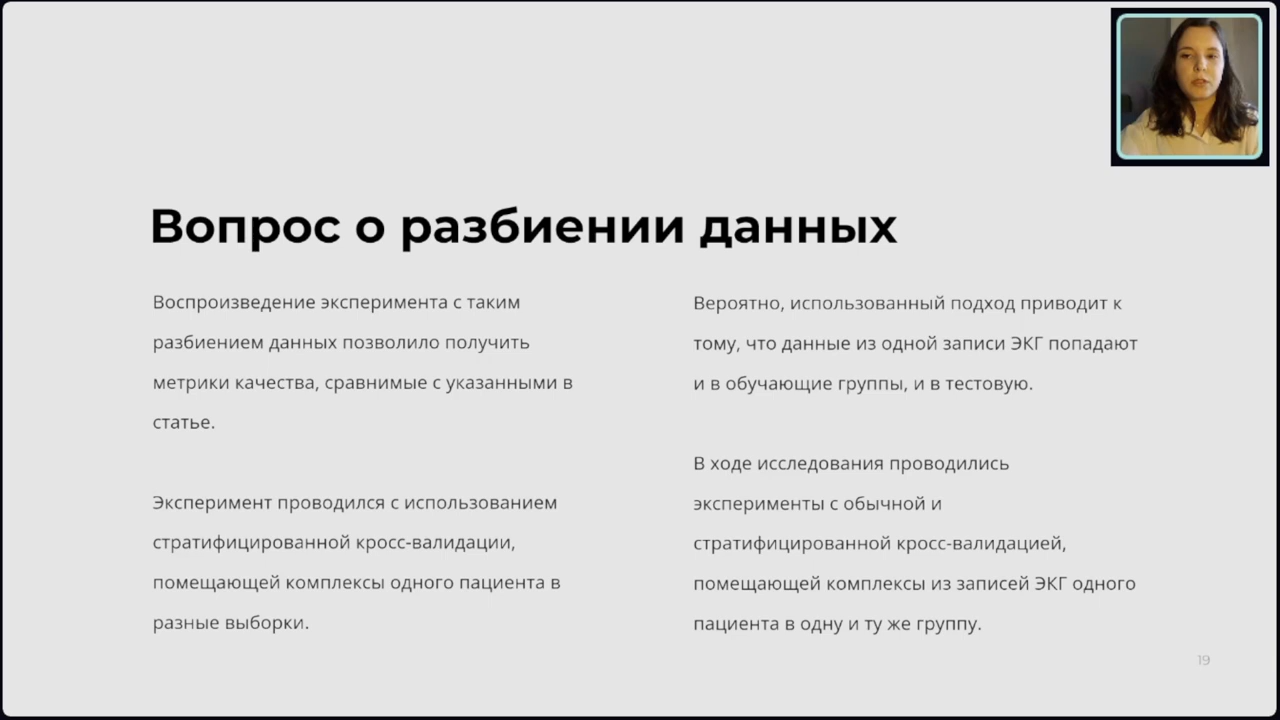 Вопрос о разбиении данных
Воспроизведение эксперимента с таким
разбиением данных позволило получить
метрики качества, сравнимые с указанными в
статье.
Эксперимент проводился с использованием
стратифицированной кросс-валидации,
помещающей комплексы одного пациента в
разные выборки.
Вероятно, использованный подход приводит к
тому, что данные из одной записи ЭКГ попадают
и в обучающие группы, и в тестовую.
В ходе исследования проводились
эксперименты с обычной и
стратифицированной кросс-валидацией,
помещающей комплексы из записей ЭКГ одного
пациента в одну и ту же группу.
19